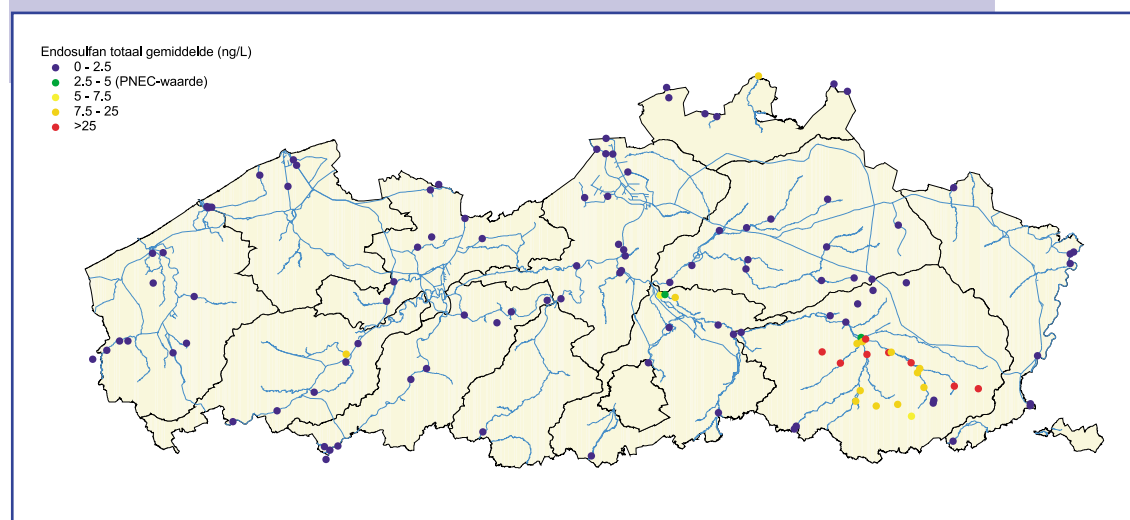 Endosulfan totaal gemiddelde (ng/L)
0 - 2.5
2.5 - 5 (PNEC-waarde)
5 - 7.5
7.5 - 25
>25